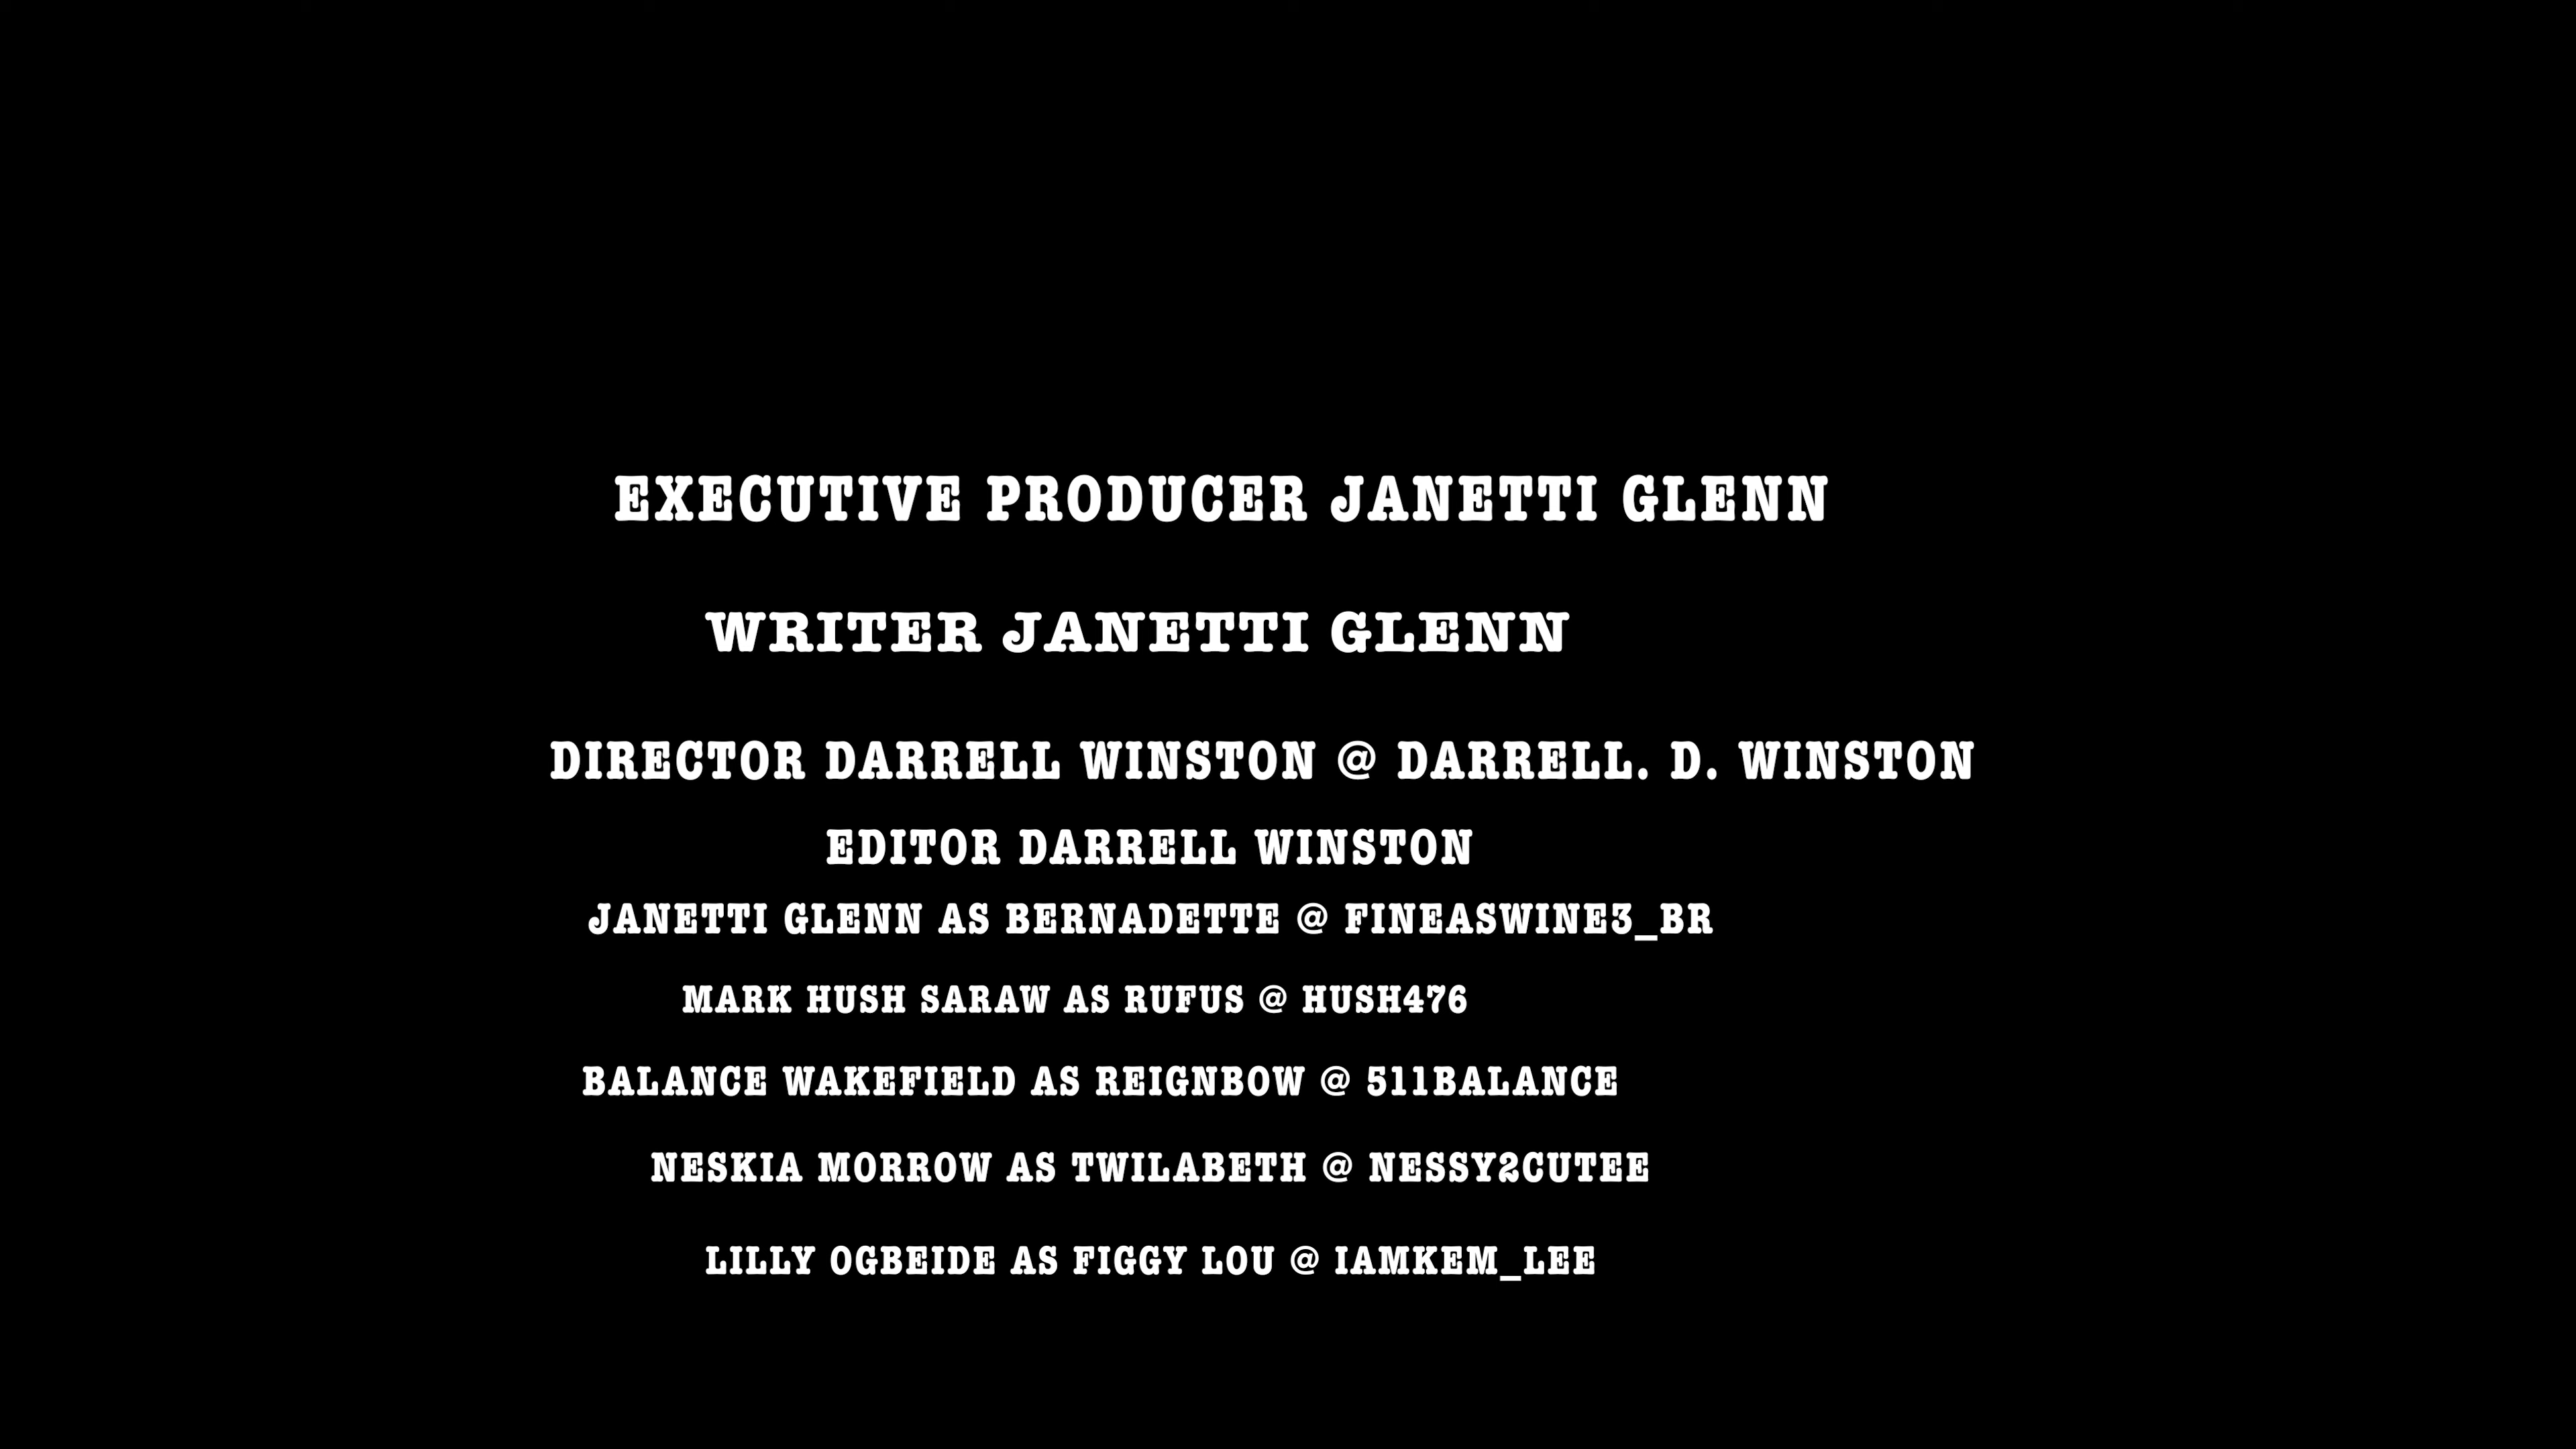 EXECUTIVE PRODUCER JANETTI GLENN
WRITER JANETTI GLENN
DIRECTOR DARRELL WINSTON @ DARRELL. D. WINSTON
EDITOR DARRELL WINSTON
JANETTI GLENN AS BERNADETTE @ FINEASWINE3_BR
MARK HUSH SARAW AS RUFUS @ HUSH476
BALANCE WAKEFIELD AS REIGNBOW @ 511BALANCE
NESKIA MORROW AS TWILABETH @ NESSY2CUTEE
LILLY OGBEIDE AS FIGGY LOU @ IAMKEM_LEE